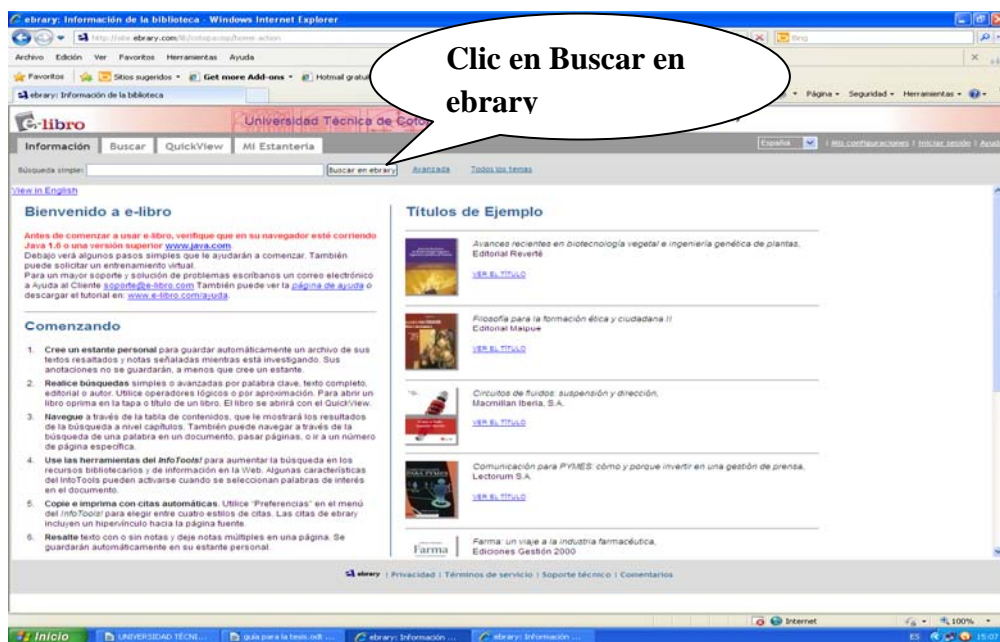 ebrary: Información de la biblioteca - Windows Internet Explorer
http://site.ebrary.com/lib/cotopaxisp/home.action
Bing
Archivo Edición Ver Favoritos Herramientas Ayuda
Favoritos Sitios sugeridos Get more Add-ons Hotmail gratuit
ebrary: Información de la biblioteca
Página Seguridad Herramientas
Clic en Buscar en
ebrary
e-libro
Universidad Técnica de Coto
Información Buscar QuickView Mi Estantería
Español Mis configuraciones | Iniciar sesión | Ayuda
Búsqueda simple: Buscar en ebrary Avanzada Todos los temas
View in English
Bienvenido a e-libro
Antes de comenzar a usar e-libro, verifique que en su navegador esté corriendo
Java 1.6 o una versión superior www.java.com.
Debajo verá algunos pasos simples que le ayudarán a comenzar. También
puede solicitar un entrenamiento virtual.
Para un mayor soporte y solución de problemas escríbanos un correo electrónico
a Ayuda al Cliente soporte@e-libro.com También puede ver la página de ayuda o
descargar el tutorial en: www.e-libro.com/ayuda.
Comenzando
1. Cree un estante personal para guardar automáticamente un archivo de sus
textos resaltados y notas señaladas mientras está investigando. Sus
anotaciones no se guardarán, a menos que cree un estante.
2. Realice búsquedas simples o avanzadas por palabra clave, texto completo,
editorial o autor. Utilice operadores lógicos o por aproximación. Para abrir un
libro oprima en la tapa o título de un libro. El libro se abrirá con el QuickView.
3. Navegue a través de la tabla de contenidos, que le mostrará los resultados
de la búsqueda a nivel capítulos. También puede navegar a través de la
búsqueda de una palabra en un documento, pasar páginas, o ir a un número
de página específica.
4. Use las herramientas del InfoTools! para aumentar la búsqueda en los
recursos bibliotecarios y de información en la Web. Algunas características
del InfoTools pueden activarse cuando se seleccionan palabras de interés
en el documento.
5. Copie e imprima con citas automáticas. Utilice "Preferencias" en el menú
del InfoTools! para elegir entre cuatro estilos de citas. Las citas de ebrary
incluyen un hipervínculo hacia la página fuente.
6. Resalte texto con o sin notas y deje notas múltiples en una página. Se
guardarán automáticamente en su estante personal.
Títulos de Ejemplo
Avances recientes en biotecnología vegetal e ingeniería genética de plantas,
Editorial Reverté
VER EL TÍTULO
Filosofía para la formación ética y ciudadana II
Editorial Maipue
VER EL TÍTULO
Circuitos de fluidos: suspensión y dirección,
Macmillan Iberia, S.A.
VER EL TÍTULO
Comunicación para PYMES: cómo y porque invertir en una gestión de prensa,
Lectorum S.A.
VER EL TÍTULO
Farma
Farma: un viaje a la industria farmacéutica,
Ediciones Gestión 2000
ebrary | Privacidad | Términos de servicio | Soporte técnico | Comentarios
Internet 100%
Inicio UNIVERSIDAD TÉCNI... guia para la tesis.odt ... ebrary: Información ... ebrary: Información ... ES 15:07